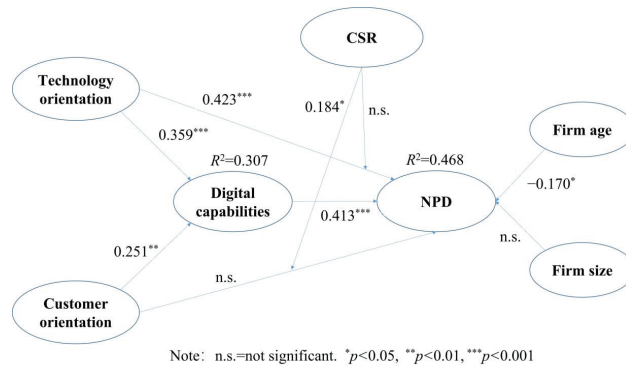 CSR
Technology
orientation
0.423***
0.184*
n.s.
Firm age
0.359***
R²=0.307
R²=0.468
Digital
capabilities
NPD
−0.170*
0.413***
0.251**
n.s.
n.s.
Firm size
Customer
orientation
Note: n.s.=not significant. *p<0.05, **p<0.01, ***p<0.001